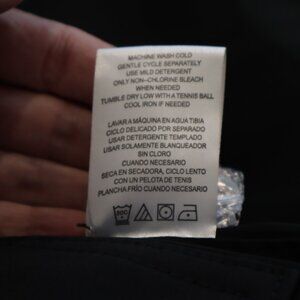 MACHINE WASH COLD
GENTLE CYCLE SEPARATELY
USE MILD DETERGENT
ONLY NON-CHLORINE BLEACH
WHEN NEEDED
TUMBLE DRY LOW WITH A TENNIS BALL
COOL IRON IF NEEDED
LAVAR A MÁQUINA EN AGUA TIBIA
CICLO DELICADO POR SEPARADO
USAR DETERGENTE TEMPLADO
USAR SOLAMENTE BLANQUEADOR
SIN CLORO
CUANDO NECESARIO
SECA EN SECADORA, CICLO LENTO
CON UN PELOTA DE TENIS
PLANCHA FRÍO CUANDO NECESARIO